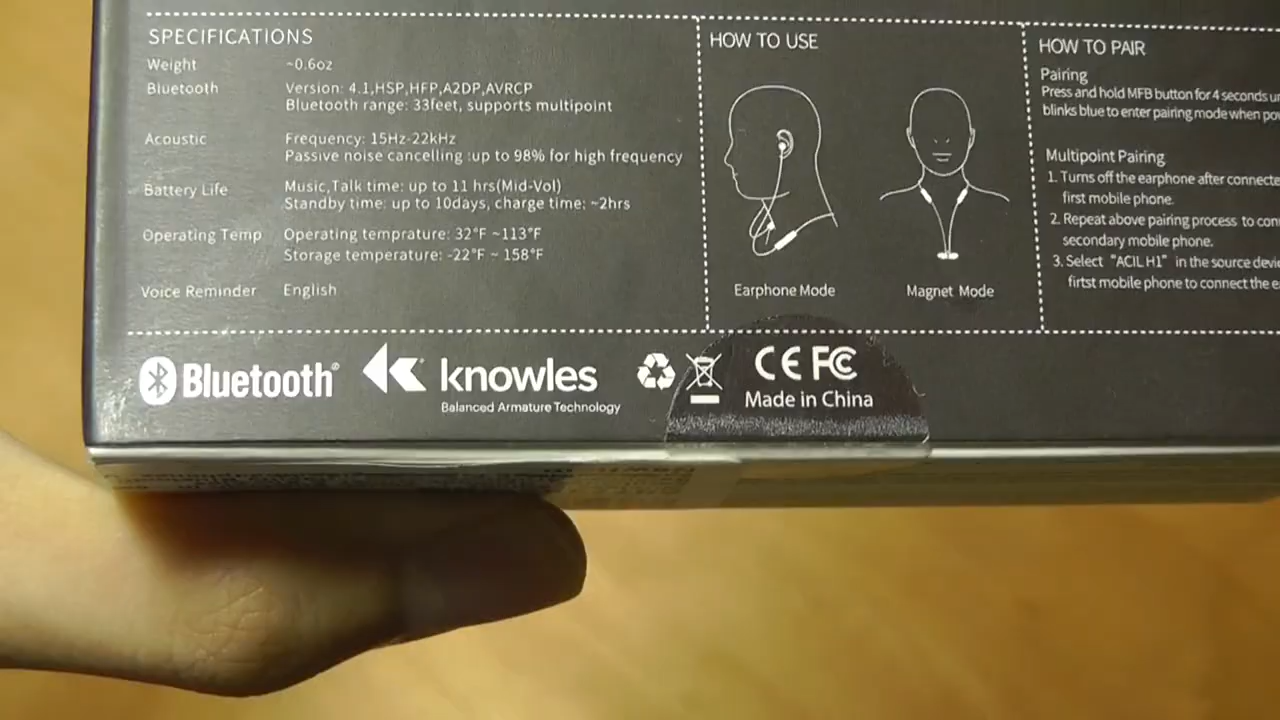 SPECIFICATIONS
Weight ~0.6oz
Bluetooth Version: 4.1,HSP,HFP,A2DP,AVRCP
Bluetooth range: 33feet, supports multipoint
Acoustic Frequency: 15Hz-22kHz
Passive noise cancelling :up to 98% for high frequency
Battery Life Music,Talk time: up to 11 hrs(Mid-Vol)
Standby time: up to 10days, charge time: ~2hrs
Operating Temp Operating temprature: 32°F ~113°F
Storage temperature: -22°F ~ 158°F
Voice Reminder English
HOW TO USE
Earphone Mode
Magnet Mode
HOW TO PAIR
Pairing
Press and hold MFB button for 4 seconds
blinks blue to enter pairing mode when
Multipoint Pairing
1. Turns off the earphone after
first mobile phone.
2. Repeat above pairing process to
secondary mobile phone.
3. Select "ACIL H1" in the source
firtst mobile phone to connect the
Bluetooth®
knowles
Balanced Armature Technology
CE FC
Made in China